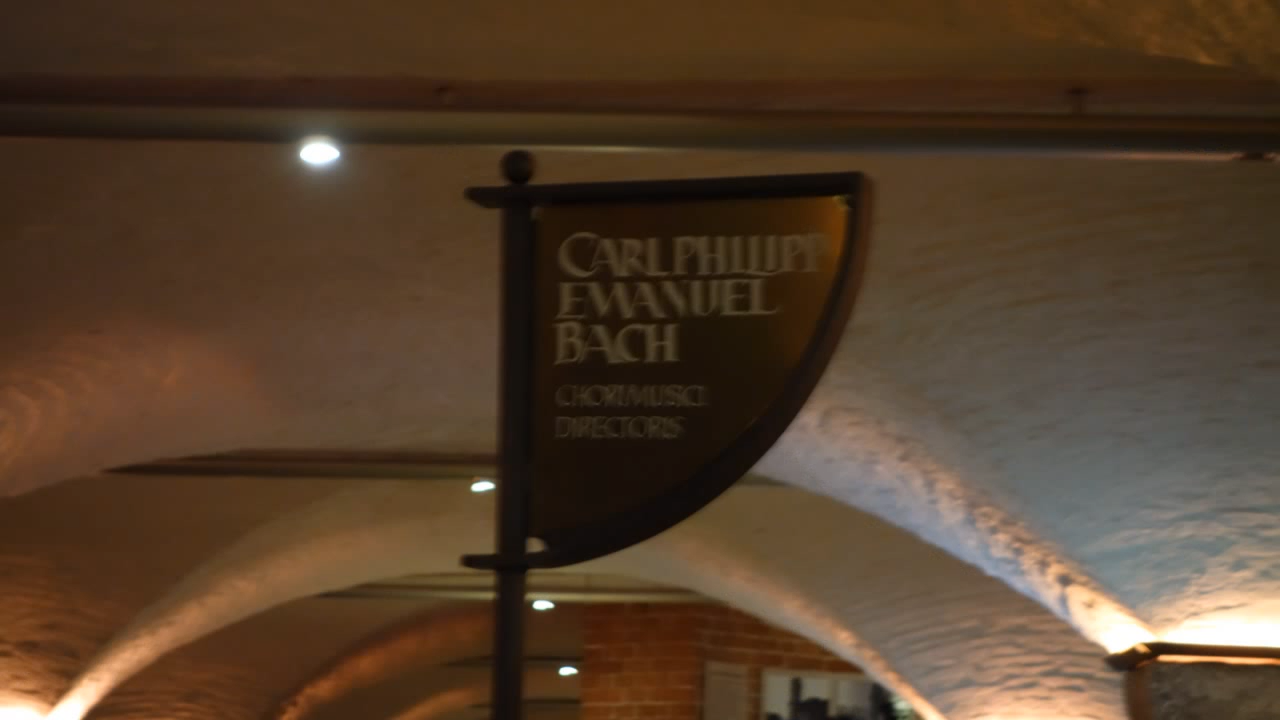 CARL PHILIPP
EMANUEL
BACH
CHORI MUSICI
DIRECTORIS